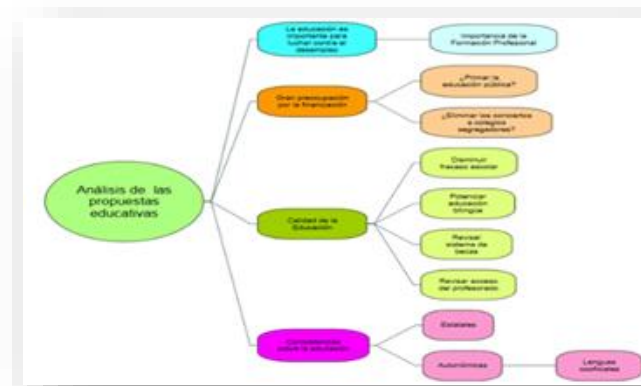 La educación es
importante para
luchar contra el
desempleo
Importancia de la
Formación Profesional
Gran preocupación
por la financiación
¿Primar la
educación pública?
¿Eliminar los conciertos
a colegios
segregadores?
Análisis de las
propuestas
educativas
Calidad de la
Educación
Disminuir
fracaso escolar
Potenciar
educación
bilingüe
Revisar
sistema de
becas
Revisar acceso
del profesorado
Competencias
sobre la educación
Estatales
Autonómicas
Lenguas
cooficiales